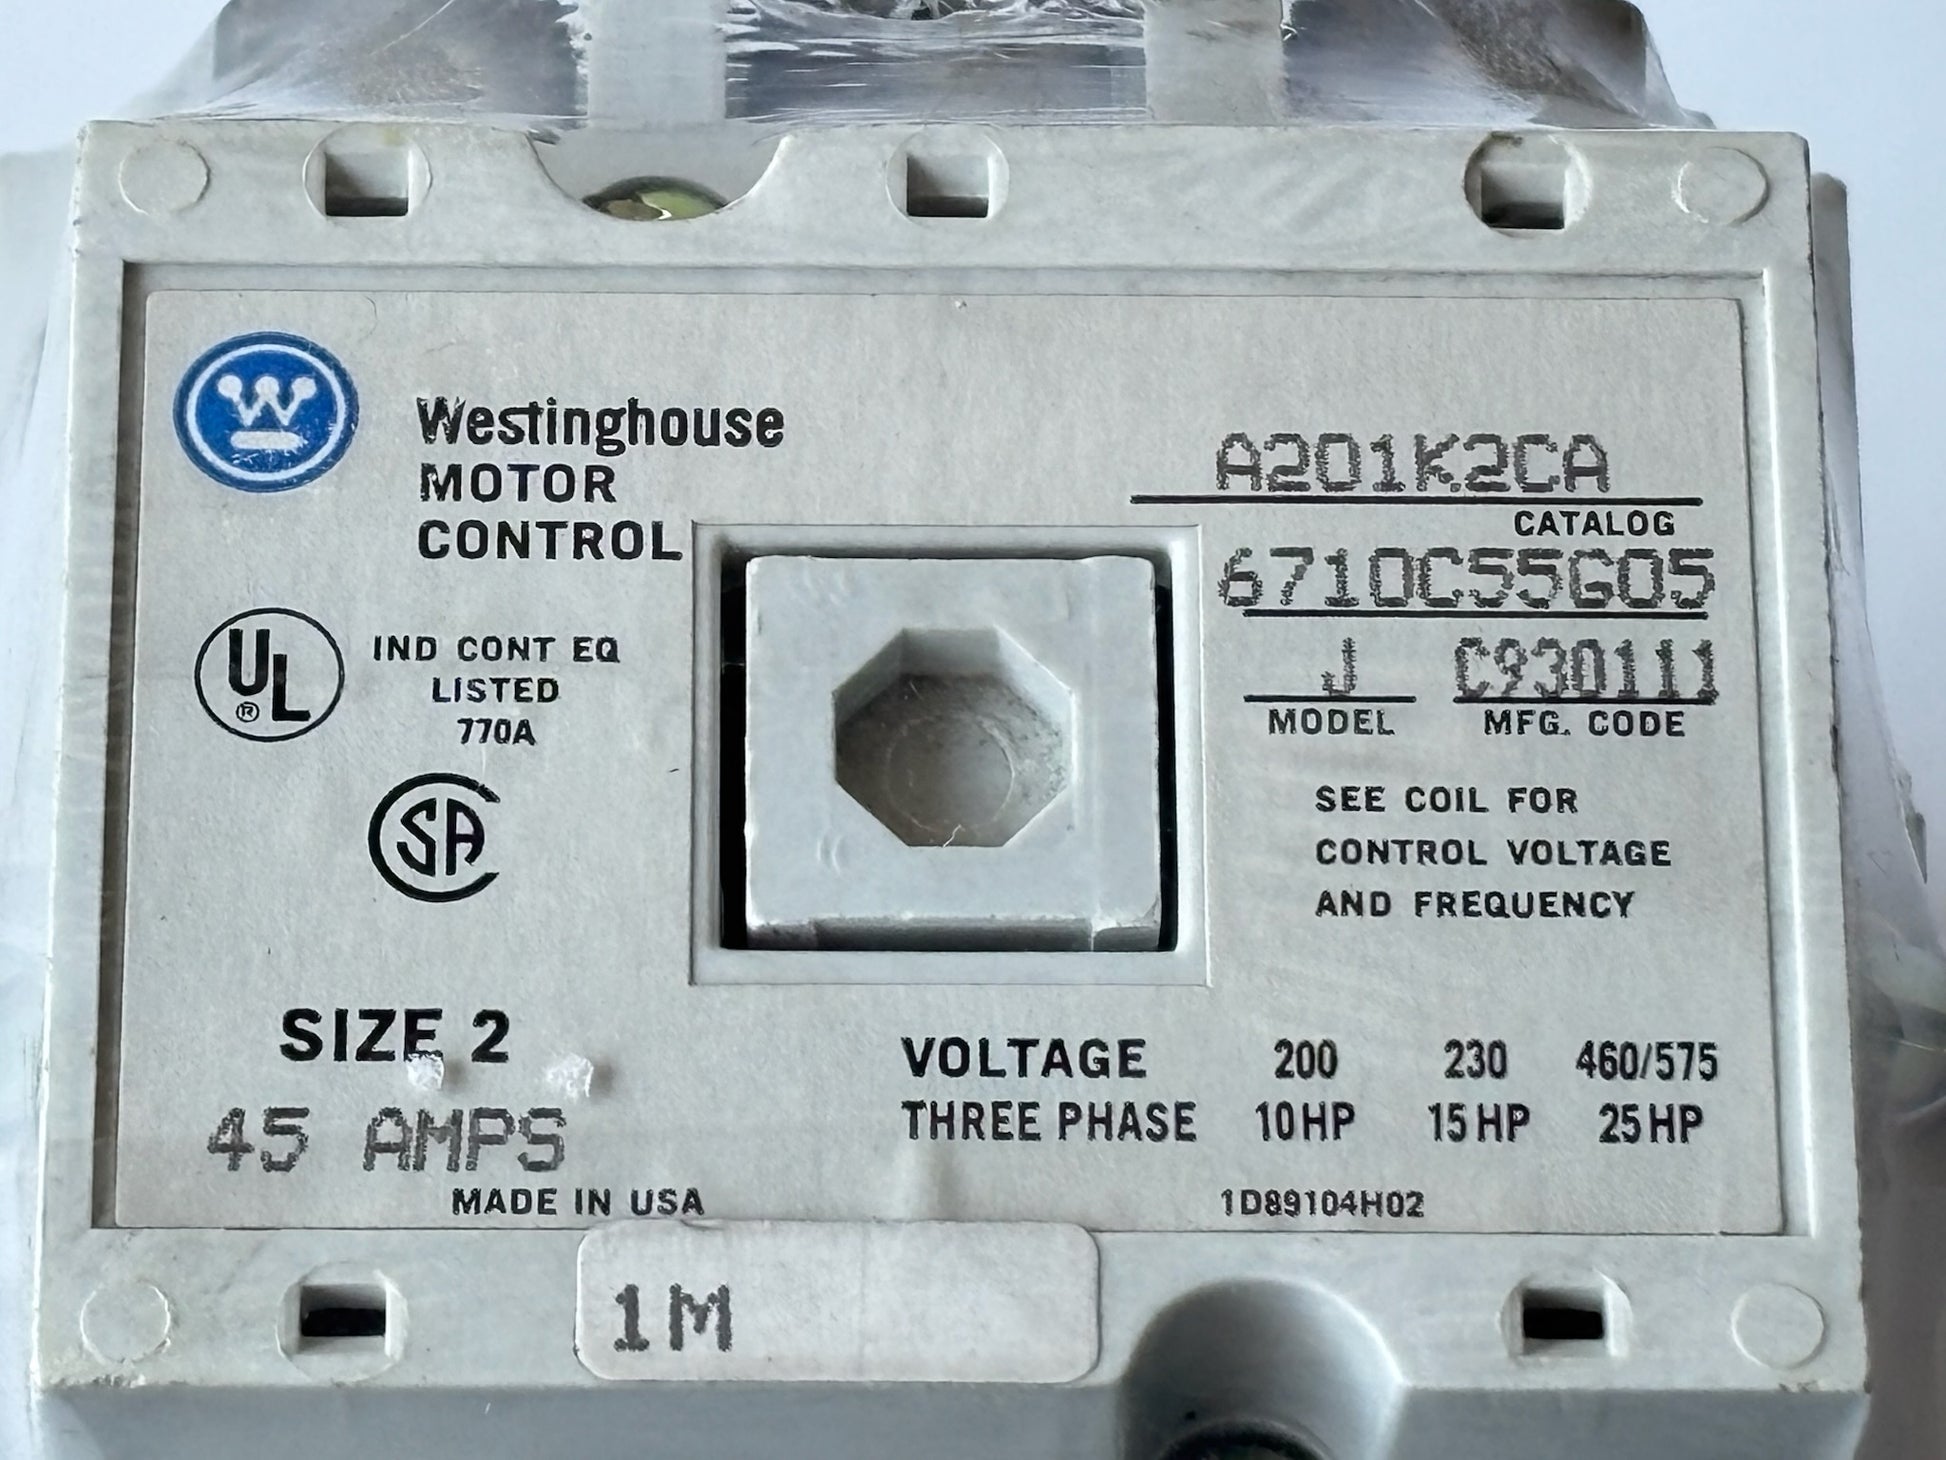 W
Westinghouse
MOTOR
CONTROL
A201K2CA
CATALOG
6710C55G05
J C930111
MODEL MFG. CODE
UL
®
IND CONT EQ
LISTED
770A
SA
SEE COIL FOR
CONTROL VOLTAGE
AND FREQUENCY
SIZE 2
45 AMPS
MADE IN USA
VOLTAGE 200 230 460/575
THREE PHASE 10HP 15HP 25HP
1D89104H02
1M